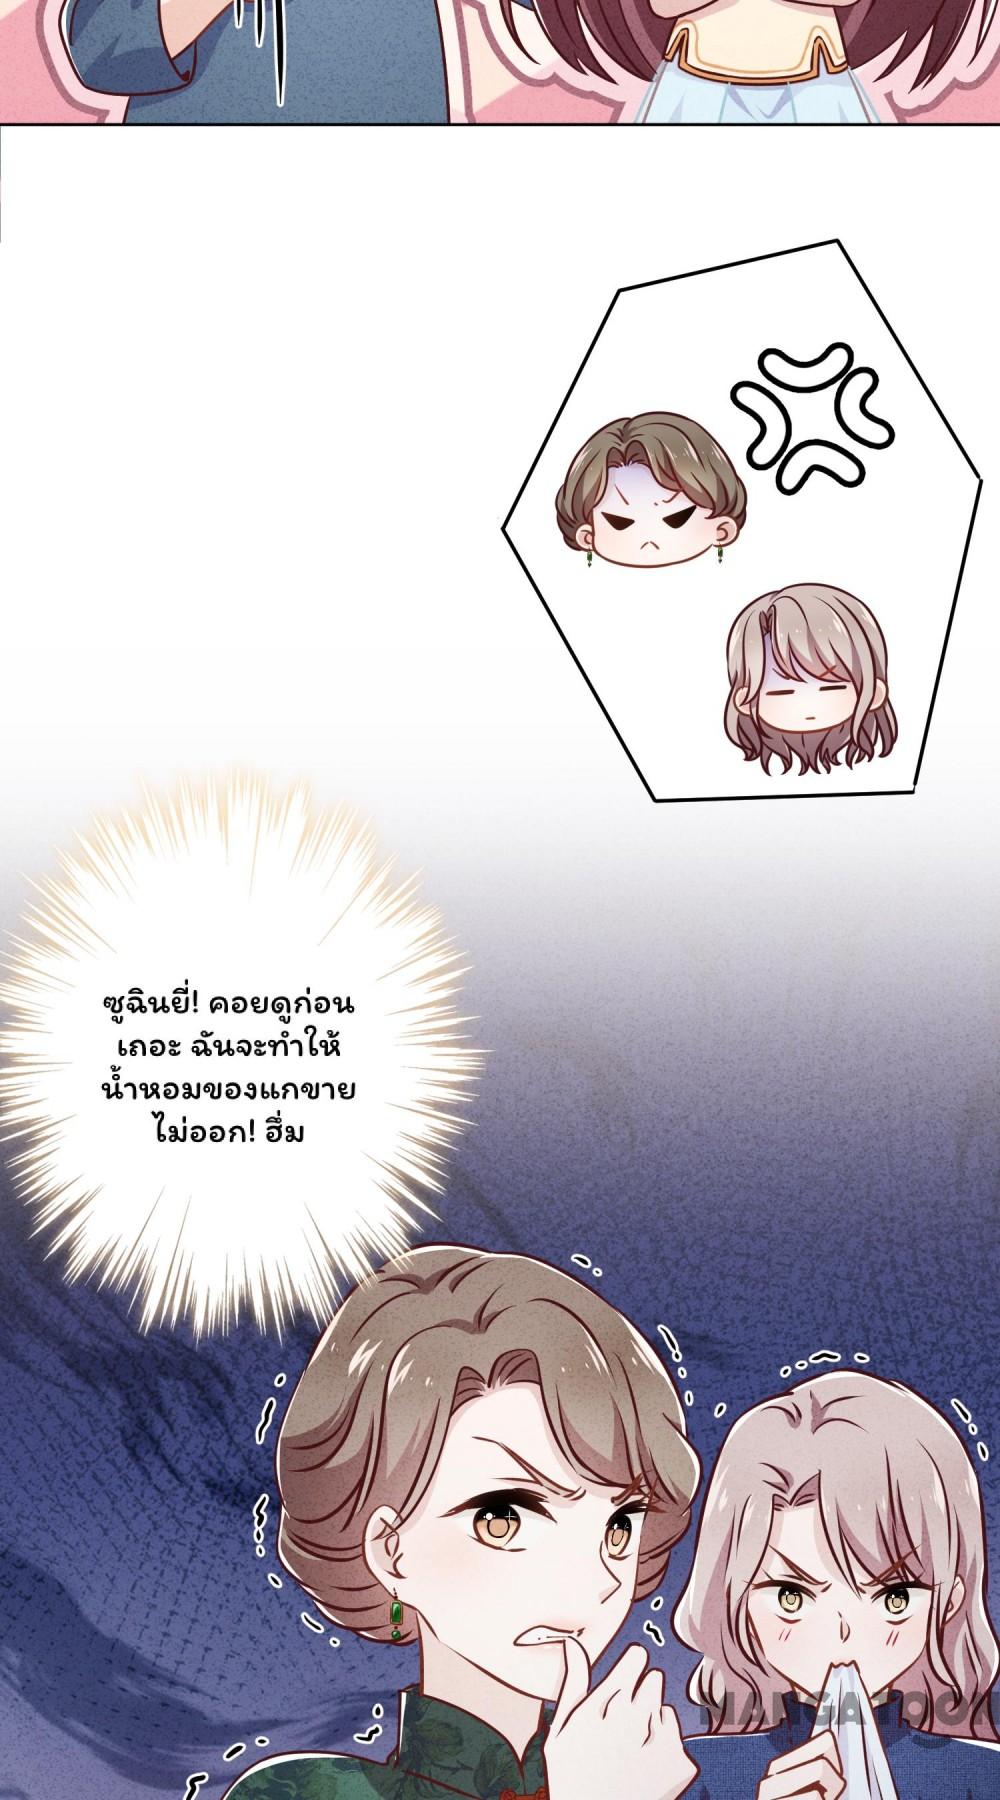 ซูฉินยี่! คอยดูก่อน
เถอะ ฉันจะทำให้
น้ำหอมของแกขาย
ไม่ออก! ฮึ่ม
MANGATOON